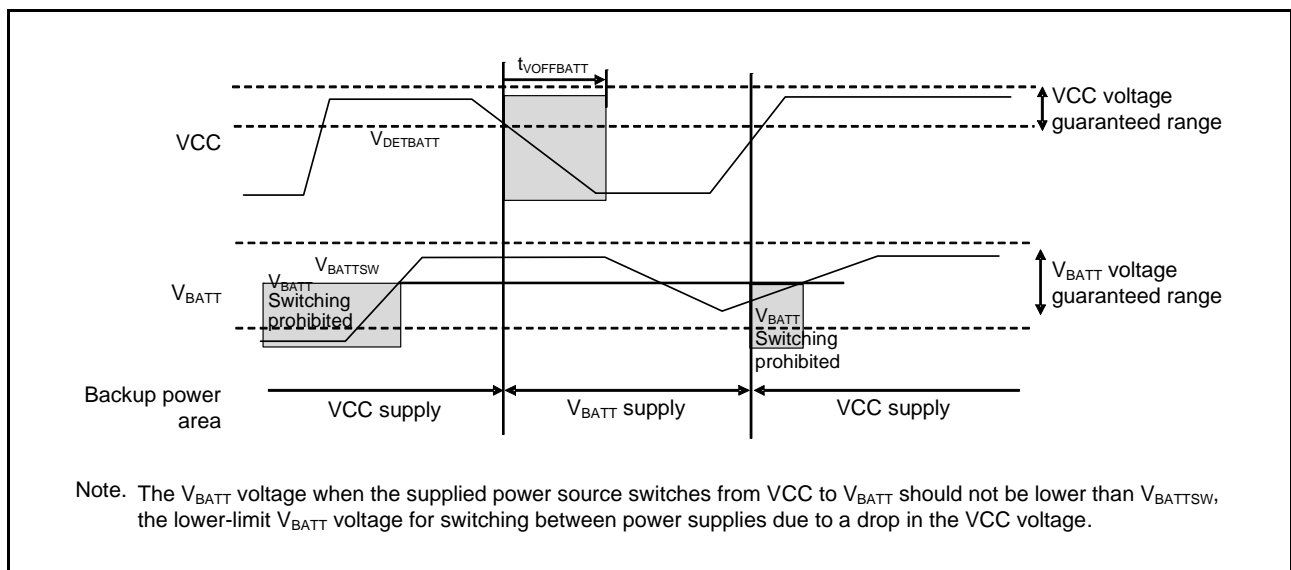 tVOFFBATT
VCC voltage
guaranteed range
VCC
VDETBATT
VBATTSW
VBATT
VBATT
Switching
prohibited
VBATT voltage
guaranteed range
VBATT
Switching
prohibited
Backup power
area
VCC supply
VBATT supply
VCC supply
Note. The VBATT voltage when the supplied power source switches from VCC to VBATT should not be lower than VBATTSW,
the lower-limit VBATT voltage for switching between power supplies due to a drop in the VCC voltage.